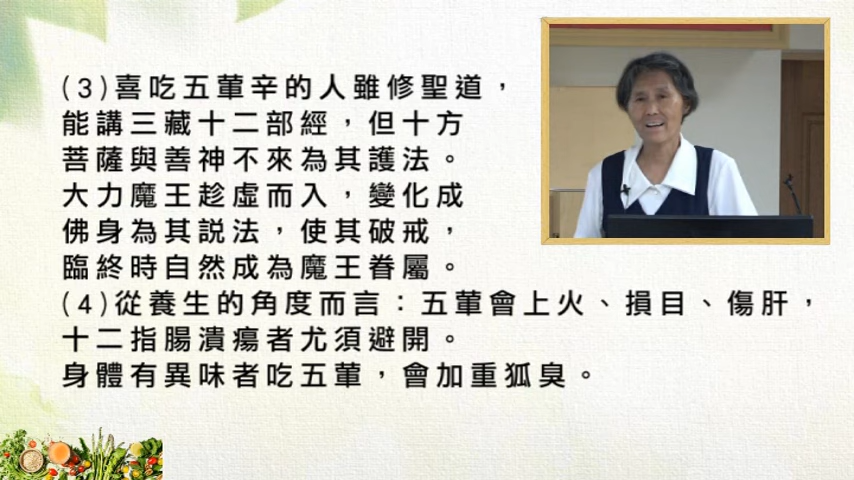 (3)喜吃五葷辛的人雖修聖道，
能講三藏十二部經，但十方
菩薩與善神不來為其護法。
大力魔王趁虛而入，變化成
佛身為其説法，使其破戒，
臨終時自然成為魔王眷屬。
(4)從養生的角度而言：五葷會上火、損目、傷肝，
十二指腸潰瘍者尤須避開。
身體有異味者吃五葷，會加重狐臭。